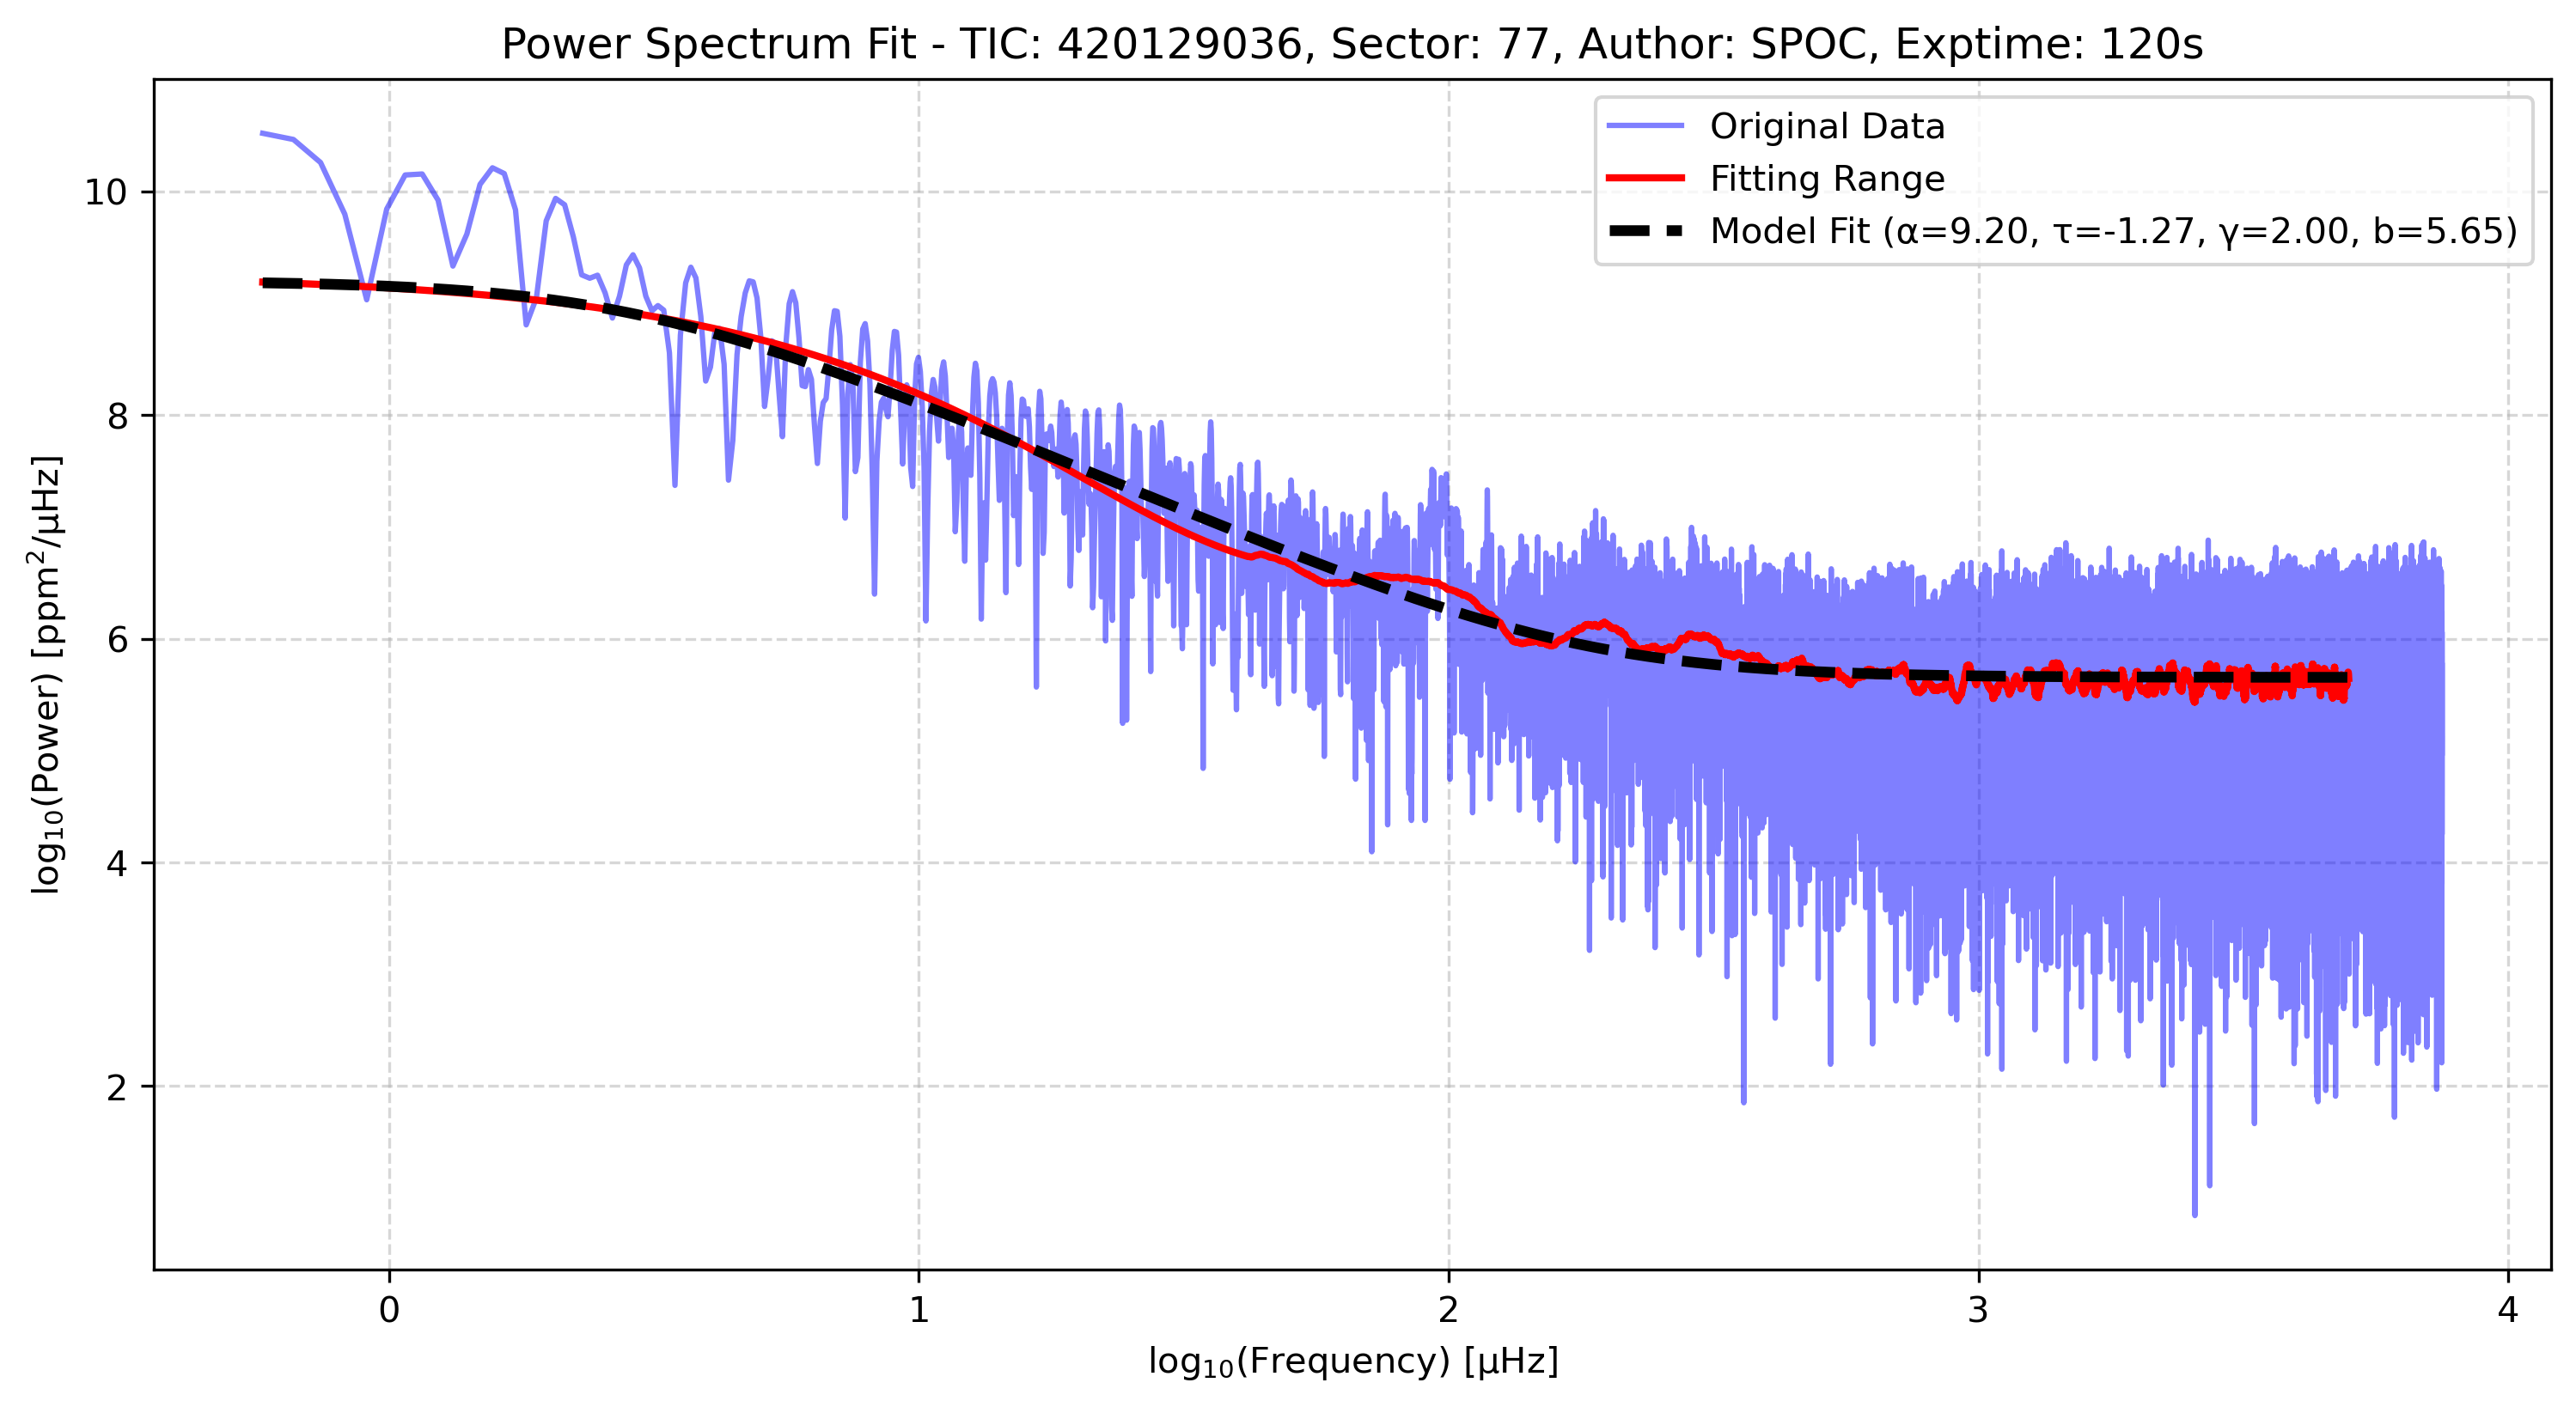 Power Spectrum Fit - TIC: 420129036, Sector: 77, Author: SPOC, Exptime: 120s
Original Data
Fitting Range
Model Fit (α=9.20, τ=-1.27, γ=2.00, b=5.65)
log₁₀(Power) [ppm²/μHz]
10
8
6
4
2
0 1 2 3 4
log₁₀(Frequency) [μHz]